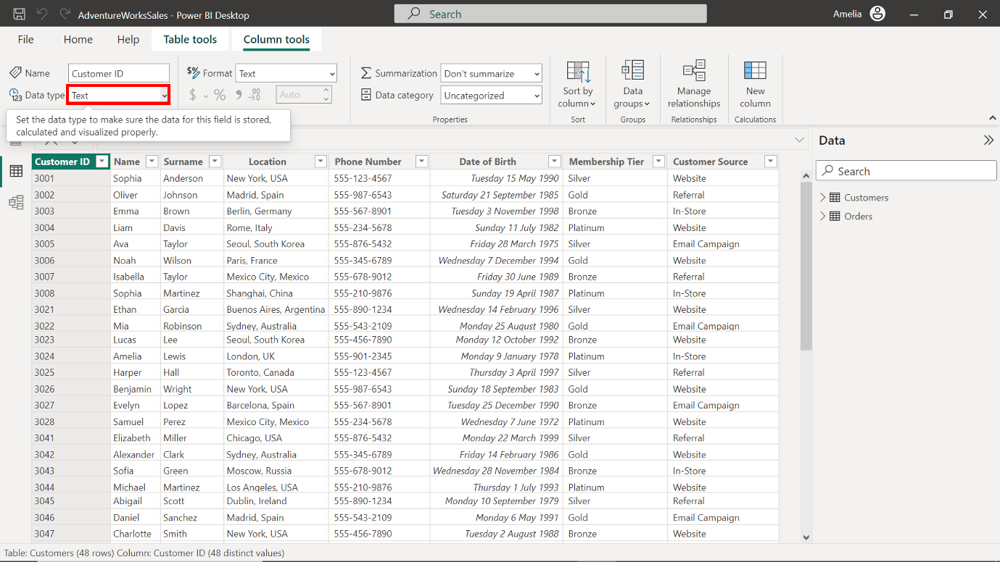 AdventureWorksSales - Power BI Desktop
Search
Amelia
File Home Help Table tools Column tools
Name Customer ID
Data type Text
$% Format Text
$ % 9 .00 Auto
Summarization Don't summarize
Data category Uncategorized
Properties
Sort by
column
Sort
Data
groups
Groups
Manage
relationships
Relationships
New
column
Calculations
Set the data type to make sure the data for this field is stored,
calculated and visualized properly.
Customer ID Name Surname Location Phone Number Date of Birth Membership Tier Customer Source
3001 Sophia Anderson New York, USA 555-123-4567 Tuesday 15 May 1990 Silver Website
3002 Oliver Johnson Madrid, Spain 555-987-6543 Saturday 21 September 1985 Gold Referral
3003 Emma Brown Berlin, Germany 555-567-8901 Tuesday 3 November 1998 Bronze In-Store
3004 Liam Davis Rome, Italy 555-234-5678 Sunday 11 July 1982 Platinum Website
3005 Ava Taylor Seoul, South Korea 555-876-5432 Friday 28 March 1975 Silver Email Campaign
3006 Noah Wilson Paris, France 555-345-6789 Wednesday 7 December 1994 Gold Website
3007 Isabella Taylor Mexico City, Mexico 555-678-9012 Friday 30 June 1989 Bronze Referral
3008 Sophia Martinez Shanghai, China 555-210-9876 Sunday 19 April 1987 Platinum In-Store
3021 Ethan Garcia Buenos Aires, Argentina 555-890-1234 Wednesday 14 February 1996 Silver Website
3022 Mia Robinson Sydney, Australia 555-543-2109 Monday 25 August 1980 Gold Email Campaign
3023 Lucas Lee Seoul, South Korea 555-456-7890 Monday 12 October 1992 Bronze Website
3024 Amelia Lewis London, UK 555-901-2345 Monday 9 January 1978 Platinum In-Store
3025 Harper Hall Toronto, Canada 555-123-4567 Thursday 3 April 1997 Silver Referral
3026 Benjamin Wright New York, USA 555-987-6543 Sunday 18 September 1983 Gold Website
3027 Evelyn Lopez Barcelona, Spain 555-567-8901 Tuesday 25 December 1990 Bronze Email Campaign
3028 Samuel Perez Mexico City, Mexico 555-234-5678 Wednesday 7 June 1972 Platinum Website
3041 Elizabeth Miller Chicago, USA 555-876-5432 Monday 22 March 1999 Silver Referral
3042 Alexander Clark Sydney, Australia 555-345-6789 Friday 14 February 1986 Gold Website
3043 Sofia Green Moscow, Russia 555-678-9012 Wednesday 28 November 1984 Bronze In-Store
3044 Michael Martinez Los Angeles, USA 555-210-9876 Thursday 1 July 1993 Platinum Website
3045 Abigail Scott Dublin, Ireland 555-890-1234 Monday 10 September 1979 Silver Referral
3046 Daniel Sanchez Madrid, Spain 555-543-2109 Monday 6 May 1991 Gold Email Campaign
3047 Charlotte Smith New York, USA 555-456-7890 Tuesday 2 August 1988 Bronze Website
Data
Search
Customers
Orders
Table: Customers (48 rows) Column: Customer ID (48 distinct values)